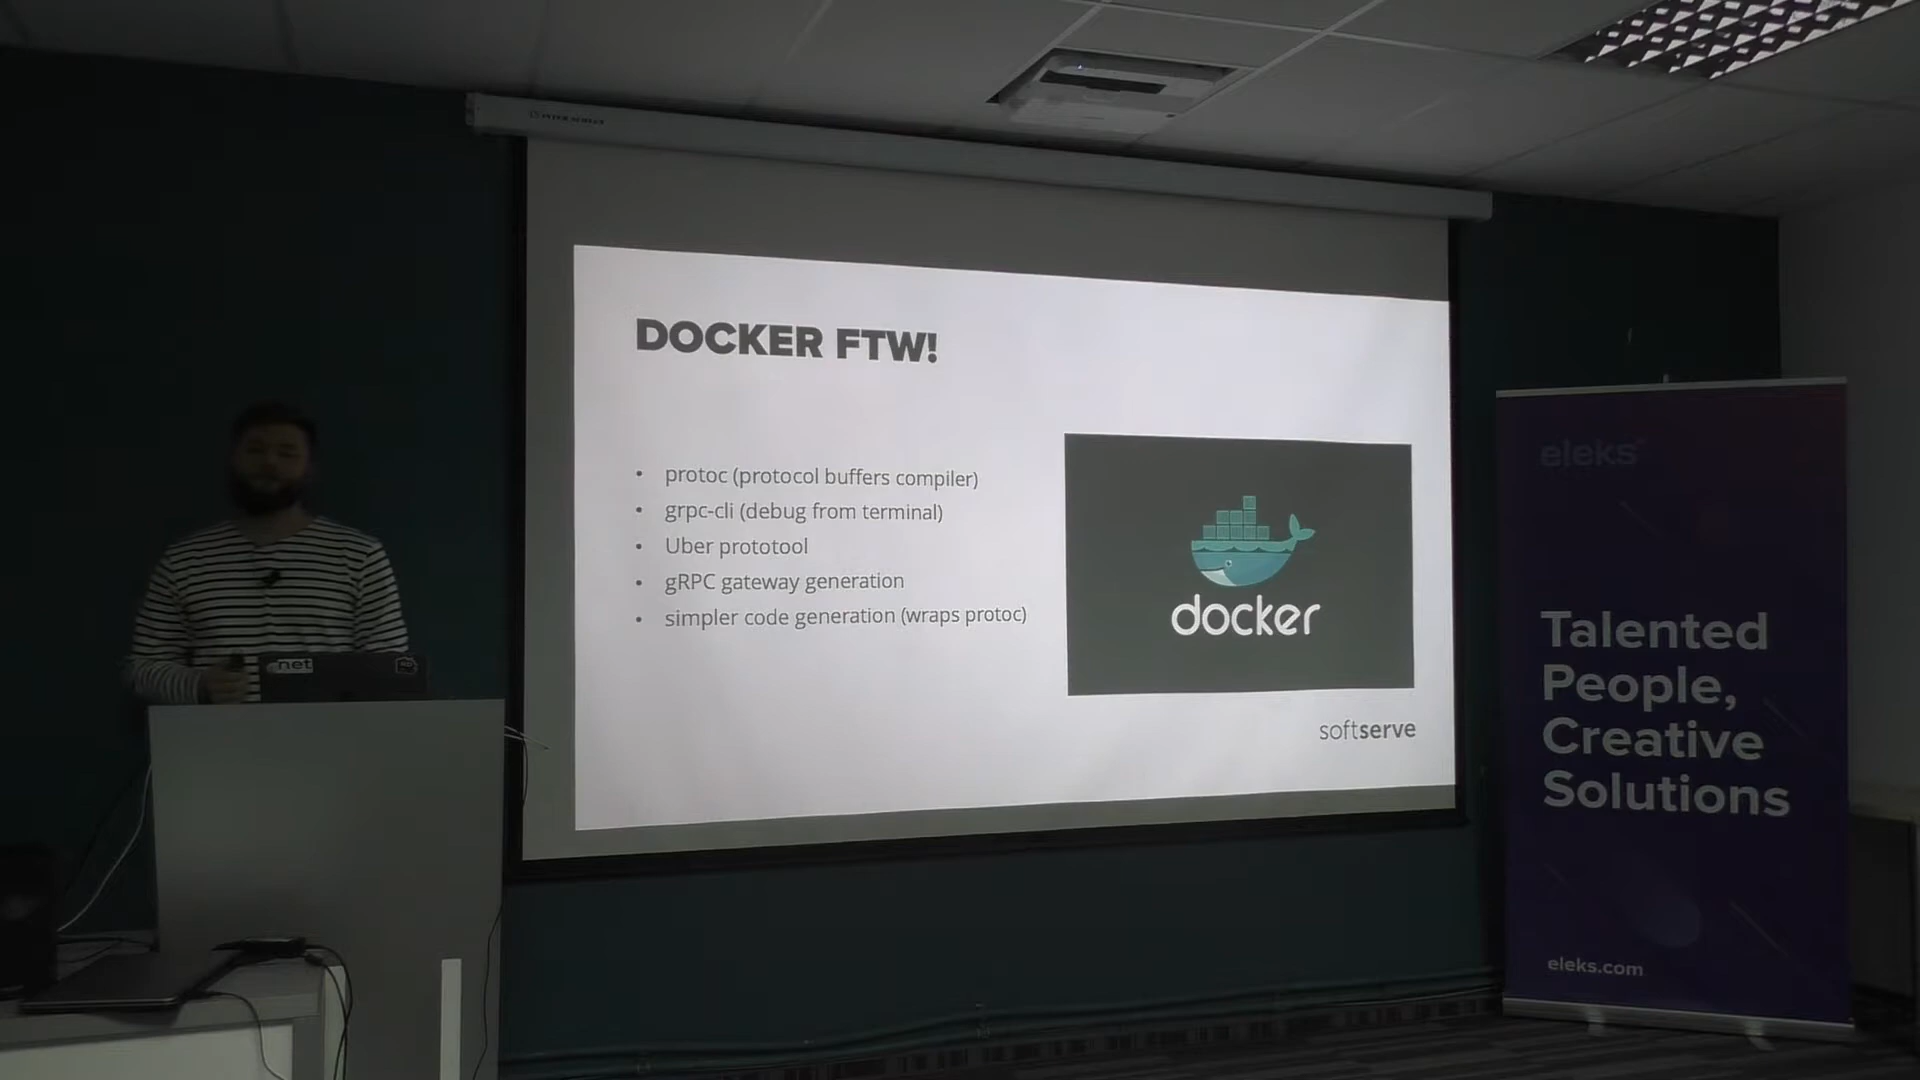 DOCKER FTW!
• protoc (protocol buffers compiler)
• grpc-cli (debug from terminal)
• Uber prototool
• gRPC gateway generation
• simpler code generation (wraps protoc)
docker
softserve
.net
eleks
Talented
People,
Creative
Solutions
eleks.com